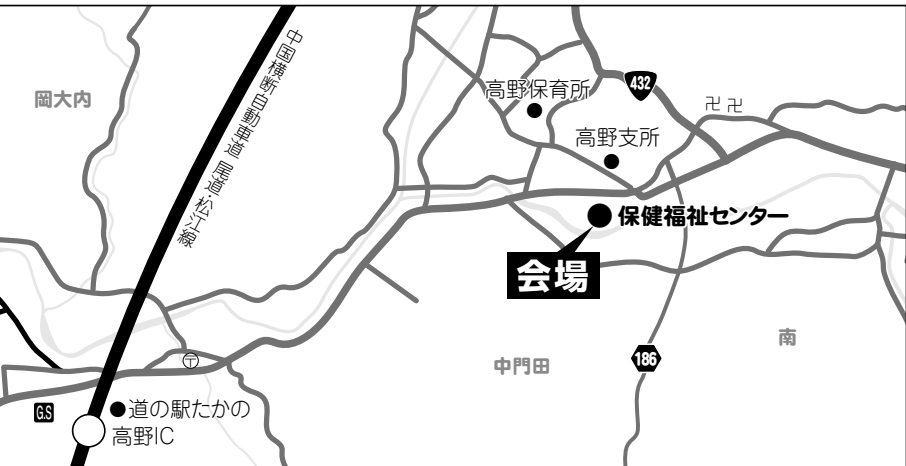 中国横断自動車道 尾道・松江線
岡大内
432
高野保育所
卍卍
高野支所
保健福祉センター
会場
南
中門田
186
〒
G.S
道の駅たかの
高野IC